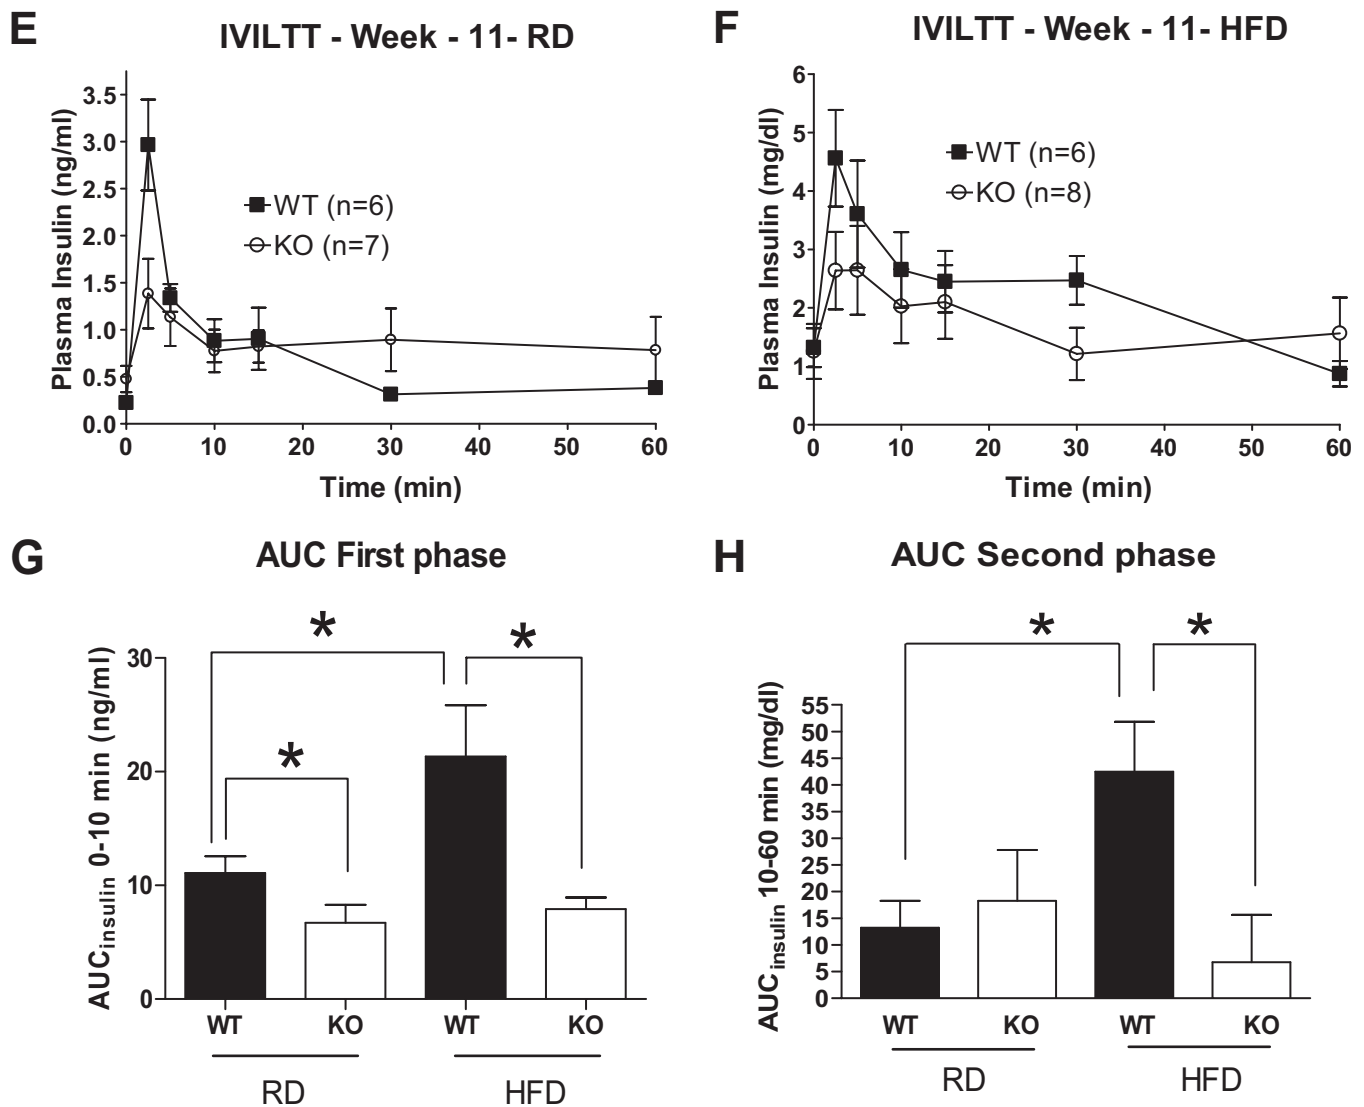 E
IVILTT - Week - 11- RD
Plasma Insulin (ng/ml)
3.5
3.0
2.5
2.0
1.5
1.0
0.5
0.0
WT (n=6)
KO (n=7)
0 10 20 30 40 50 60
Time (min)
F
IVILTT - Week - 11- HFD
Plasma Insulin (mg/dl)
6
5
4
3
2
1
0
WT (n=6)
KO (n=8)
0 10 20 30 40 50 60
Time (min)
G
AUC First phase
AUCinsulin 0-10 min (ng/ml)
30
20
10
0
*
*
*
WT KO WT KO
RD HFD
H
AUC Second phase
AUCinsulin 10-60 min (mg/dl)
55
50
45
40
35
30
25
20
15
10
5
0
*
*
WT KO WT KO
RD HFD